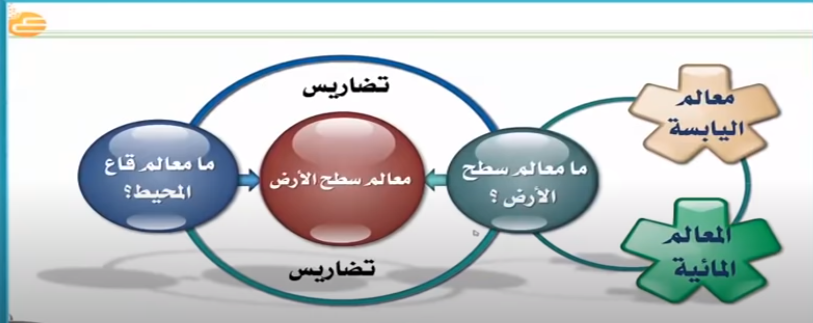 تضاريس
معالم
اليابسة
ما معالم سطح
الأرض ؟
معالم سطح الأرض
ما معالم قاع
المحيط؟
المعالم
المائية
تضاريس